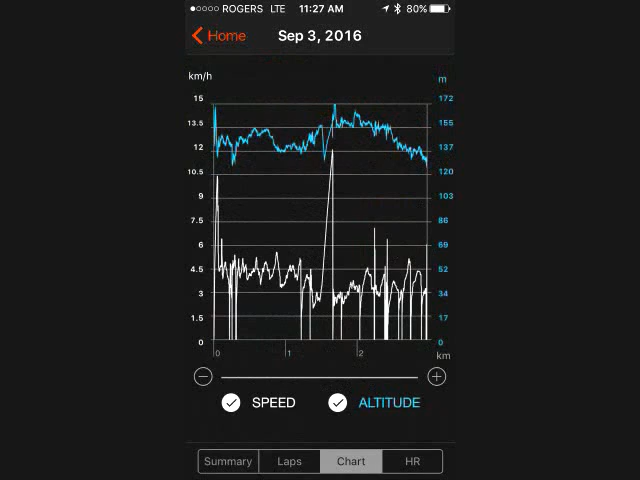 ROGERS LTE 11:27 AM 80%
Home Sep 3, 2016
km/h m
15 172
13.5 155
12 137
10.5 120
9 103
7.5 86
6 69
4.5 52
3 34
1.5 17
0 0
0 1 2 km
SPEED ALTITUDE
Summary Laps Chart HR